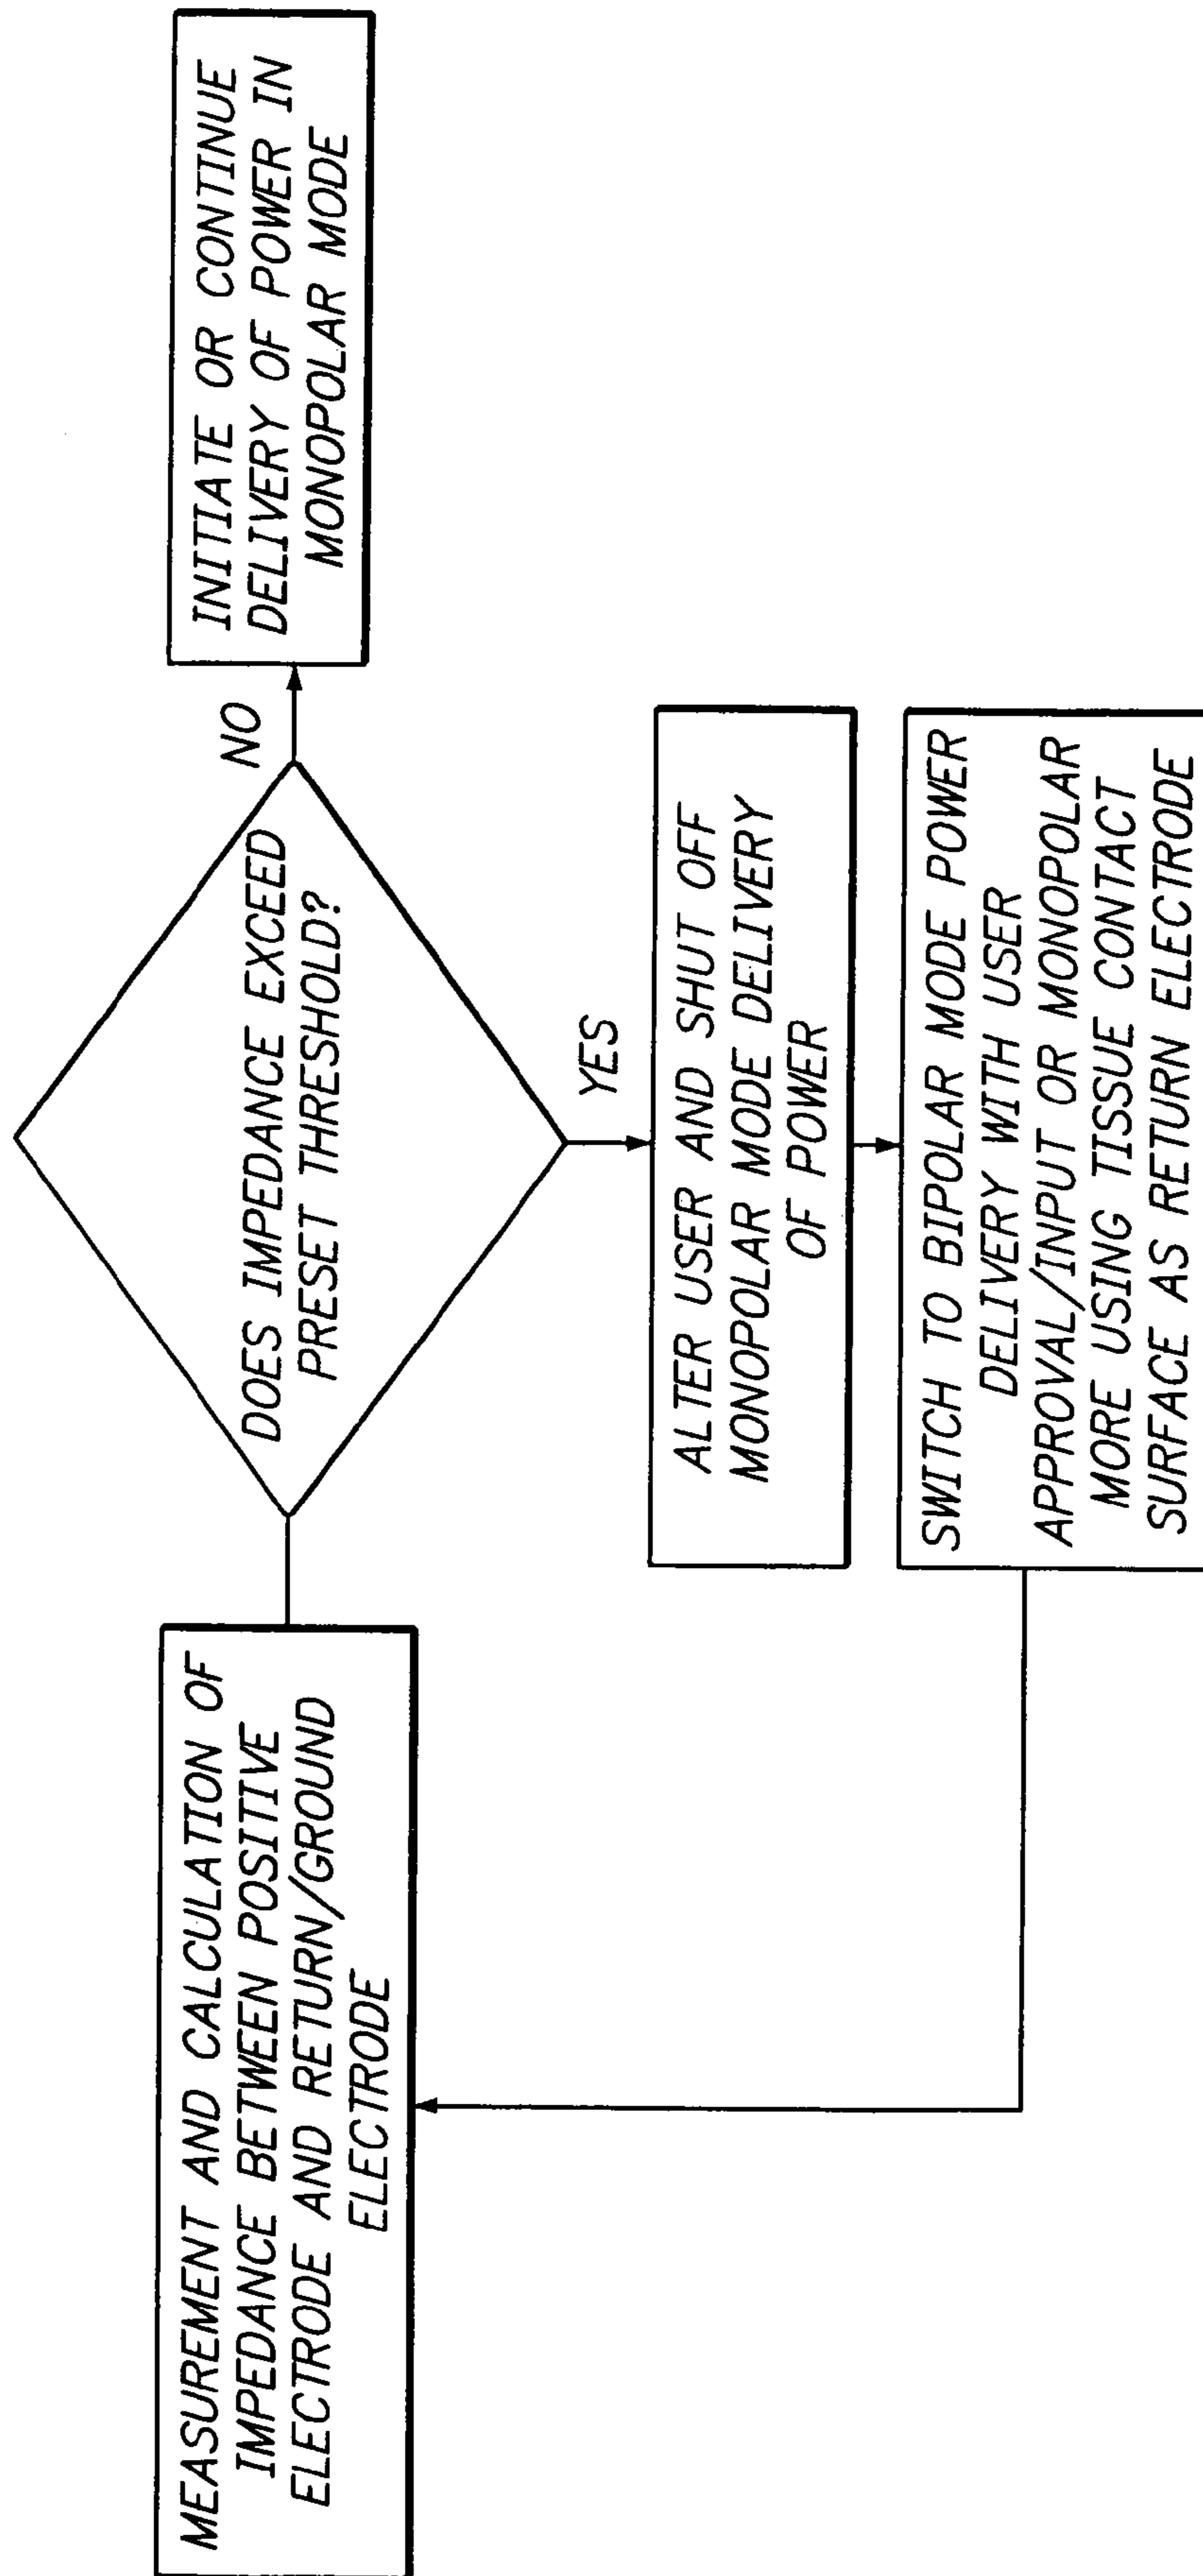 MEASUREMENT AND CALCULATION OF
IMPEDANCE BETWEEN POSITIVE
ELECTRODE AND RETURN/GROUND
ELECTRODE
DOES IMPEDANCE EXCEED
PRESET THRESHOLD?
NO
INITIATE OR CONTINUE
DELIVERY OF POWER IN
MONOPOLAR MODE
YES
ALTER USER AND SHUT OFF
MONOPOLAR MODE DELIVERY
OF POWER
SWITCH TO BIPOLAR MODE POWER
DELIVERY WITH USER
APPROVAL/INPUT OR MONOPOLAR
MORE USING TISSUE CONTACT
SURFACE AS RETURN ELECTRODE